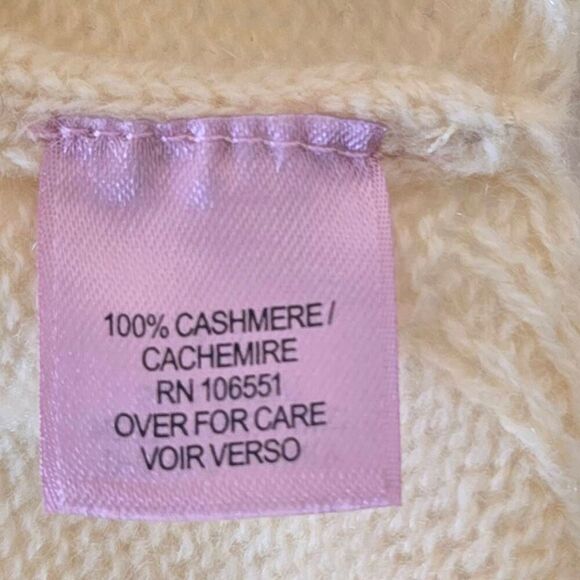 100% CASHMERE/
CACHEMIRE
RN 106551
OVER FOR CARE
VOIR VERSO